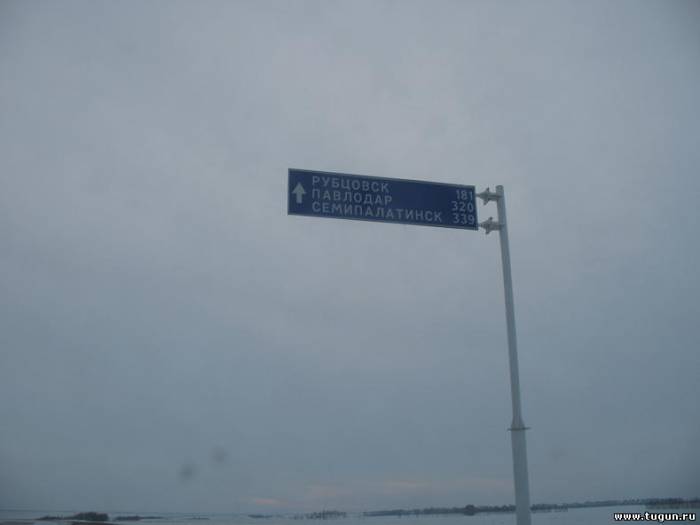 РУБЦОВСК 181
ПАВЛОДАР 320
СЕМИПАЛАТИНСК 339
www.tugun.ru